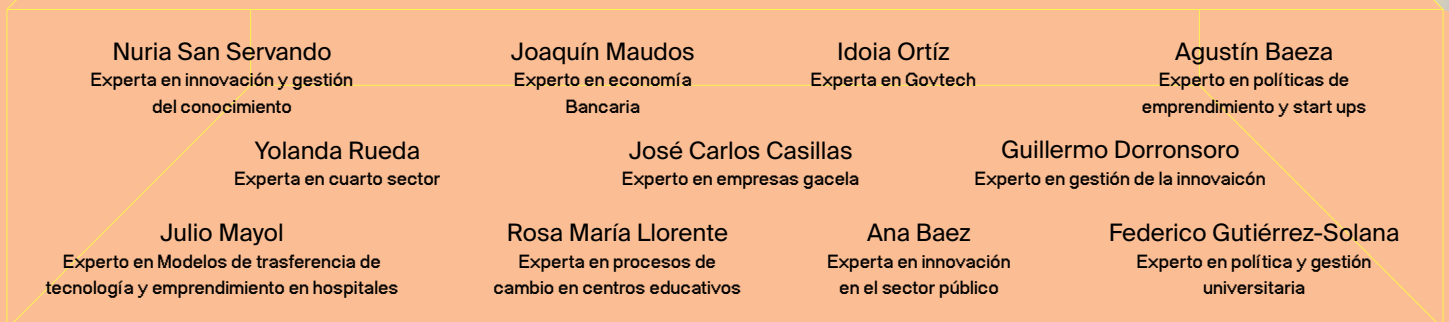 Nuria San Servando
Experta en innovación y gestión
del conocimiento
Joaquín Maudos
Experto en economía
Bancaria
Idoia Ortíz
Experta en Govtech
Agustín Baeza
Experto en políticas de
emprendimiento y start ups
Yolanda Rueda
Experta en cuarto sector
José Carlos Casillas
Experto en empresas gacela
Guillermo Dorronsoro
Experto en gestión de la innovaicón
Julio Mayol
Experto en Modelos de trasferencia de
tecnología y emprendimiento en hospitales
Rosa María Llorente
Experta en procesos de
cambio en centros educativos
Ana Baez
Experta en innovación
en el sector público
Federico Gutiérrez-Solana
Experto en política y gestión
universitaria